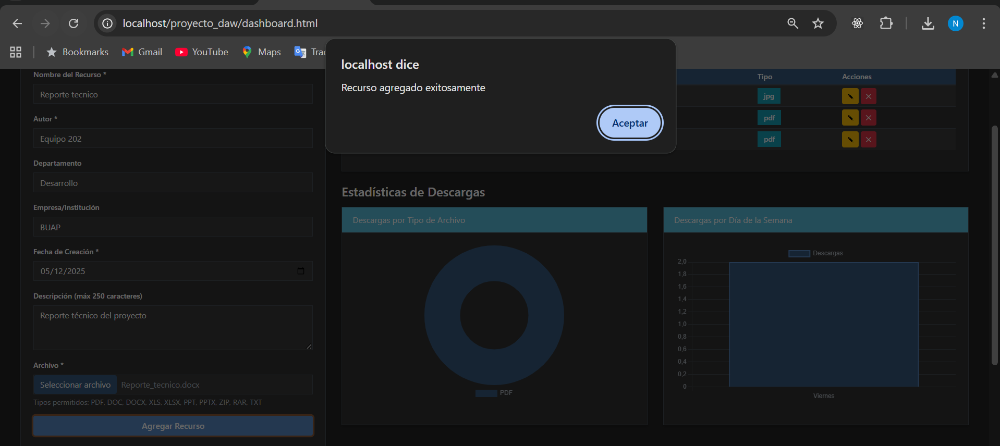 localhost/proyecto_daw/dashboard.html
N
Bookmarks
Gmail
YouTube
Maps
localhost dice
Recurso agregado exitosamente
Aceptar
Nombre del Recurso *
Reporte tecnico
Autor *
Equipo 202
Departamento
Desarrollo
Empresa/Institución
BUAP
Fecha de Creación *
05/12/2025
Descripción (máx 250 caracteres)
Reporte técnico del proyecto
Archivo *
Seleccionar archivo Reporte_tecnico.docx
Tipos permitidos: PDF, DOC, DOCX, XLS, XLSX, PPT, PPTX, ZIP, RAR, TXT
Agregar Recurso
Tipo Acciones
jpg
pdf
pdf
Estadísticas de Descargas
Descargas por Tipo de Archivo
PDF
Descargas por Día de la Semana
Descargas
2,0
1,8
1,6
1,4
1,2
1,0
0,8
0,6
0,4
0,2
0
Viernes